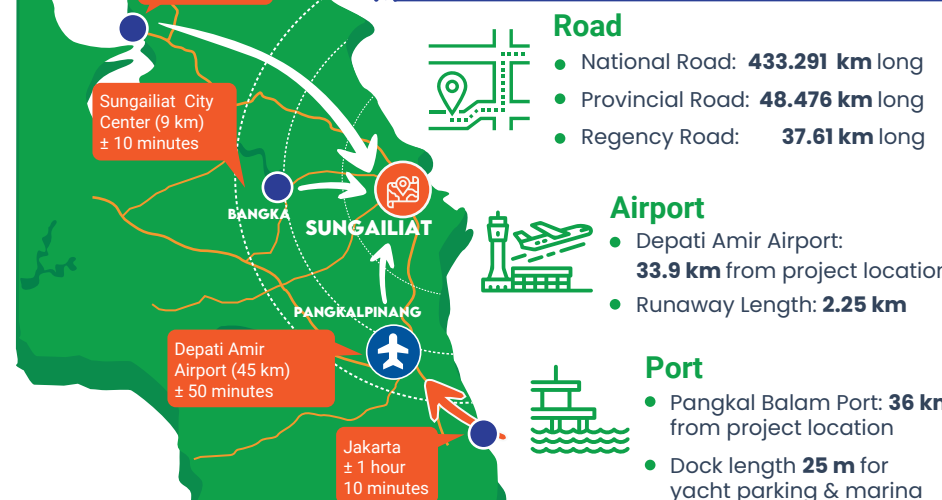 Sungailiat City
Center (9 km)
± 10 minutes
BANGKA
SUNGAILIAT
PANGKALPINANG
Depati Amir
Airport (45 km)
± 50 minutes
Jakarta
± 1 hour
10 minutes
Road
National Road: 433.291 km long
Provincial Road: 48.476 km long
Regency Road: 37.61 km long
Airport
Depati Amir Airport:
33.9 km from project location
Runaway Length: 2.25 km
Port
Pangkal Balam Port: 36 km
from project location
Dock length 25 m for
yacht parking & marina